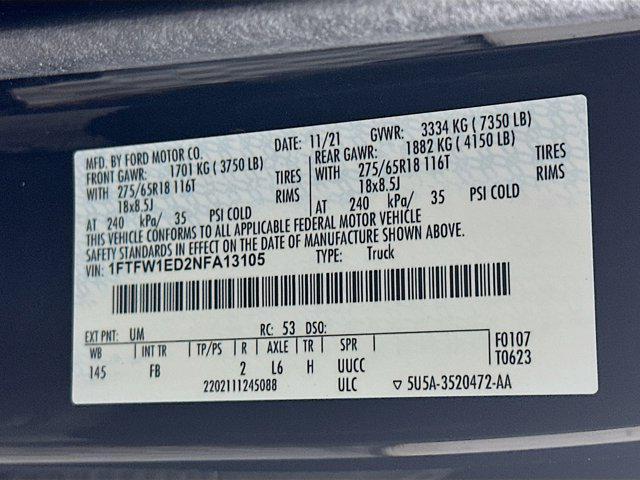 MFD. BY FORD MOTOR CO. DATE: 11/21 GVWR: 3334 KG ( 7350 LB)
FRONT GAWR: 1701 KG ( 3750 LB) REAR GAWR: 1882 KG ( 4150 LB)
WITH 275/65R18 116T TIRES WITH 275/65R18 116T TIRES
18x8.5J RIMS 18x8.5J RIMS
AT 240 kPa/ 35 PSI COLD AT 240 kPa/ 35 PSI COLD
THIS VEHICLE CONFORMS TO ALL APPLICABLE FEDERAL MOTOR VEHICLE
SAFETY STANDARDS IN EFFECT ON THE DATE OF MANUFACTURE SHOWN ABOVE.
VIN: 1FTFW1ED2NFA13105 TYPE: Truck
EXT PNT: UM RC: 53 DSO:
WB INT TR TP/PS R AXLE TR SPR F0107
145 FB 2 L6 H UUCC T0623
2202111245088 ULC ▽ 5U5A-3520472-AA